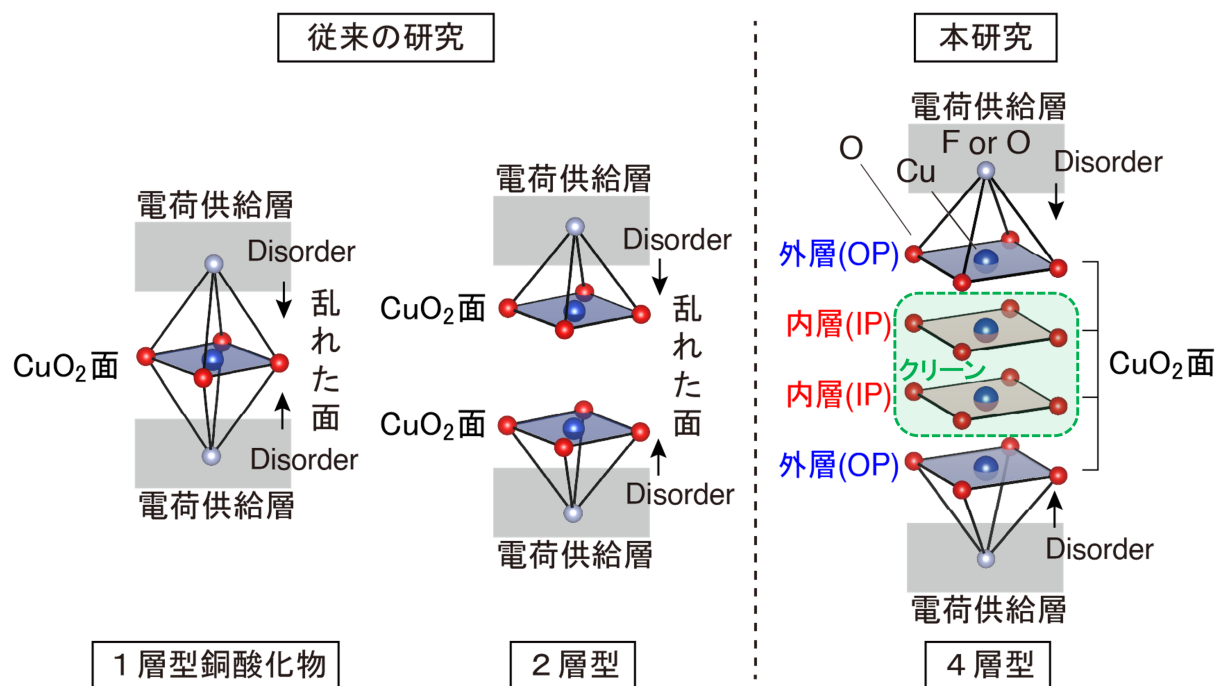 従来の研究
電荷供給層
Disorder
CuO₂面
乱れた面
Disorder
電荷供給層
1層型銅酸化物
電荷供給層
Disorder
CuO₂面
乱れた面
CuO₂面
Disorder
電荷供給層
2層型
本研究
電荷供給層
F or O
O
Cu
Disorder
外層(OP)
内層(IP)
クリーン
CuO₂面
内層(IP)
外層(OP)
Disorder
電荷供給層
4層型